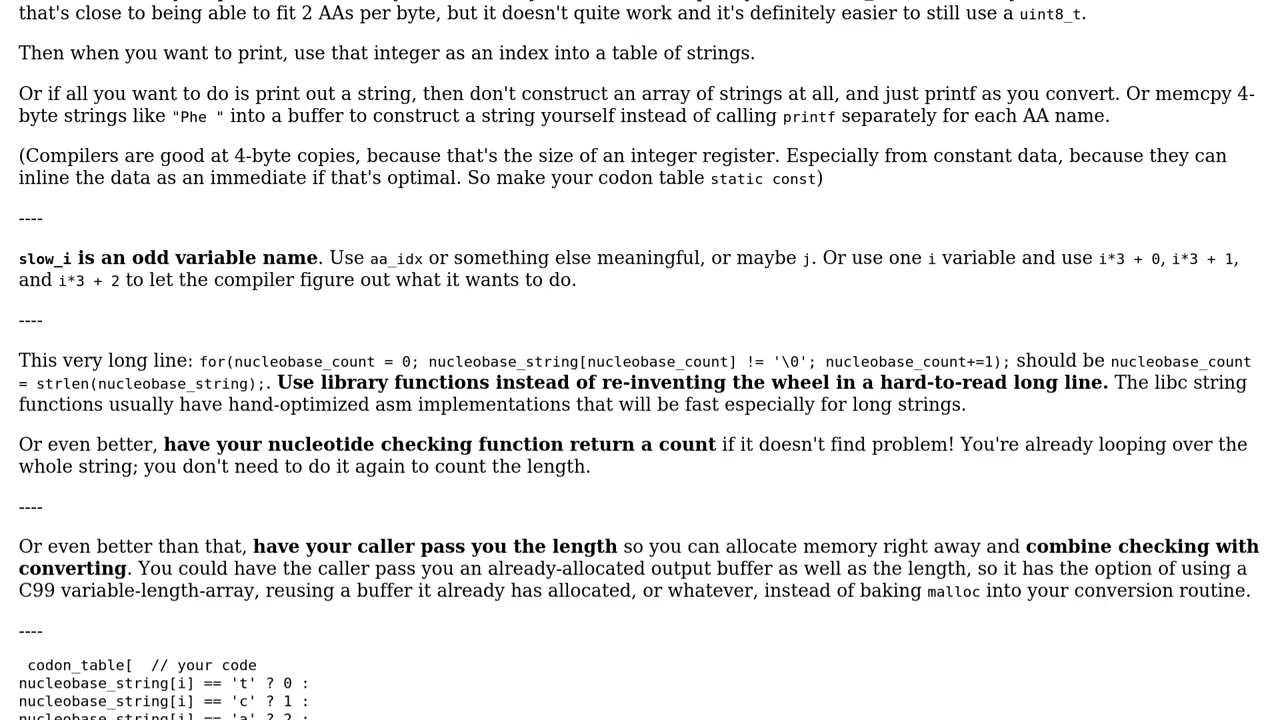 that's close to being able to fit 2 AAs per byte, but it doesn't quite work and it's definitely easier to still use a uint8_t.
Then when you want to print, use that integer as an index into a table of strings.
Or if all you want to do is print out a string, then don't construct an array of strings at all, and just printf as you convert. Or memcpy 4-
byte strings like "Phe " into a buffer to construct a string yourself instead of calling printf separately for each AA name.
(Compilers are good at 4-byte copies, because that's the size of an integer register. Especially from constant data, because they can
inline the data as an immediate if that's optimal. So make your codon table static const)
----
slow_i is an odd variable name. Use aa_idx or something else meaningful, or maybe j. Or use one i variable and use i*3 + 0, i*3 + 1,
and i*3 + 2 to let the compiler figure out what it wants to do.
----
This very long line: for(nucleobase_count = 0; nucleobase_string[nucleobase_count] != '\0'; nucleobase_count+=1); should be nucleobase_count
= strlen(nucleobase_string);. Use library functions instead of re-inventing the wheel in a hard-to-read long line. The libc string
functions usually have hand-optimized asm implementations that will be fast especially for long strings.
Or even better, have your nucleotide checking function return a count if it doesn't find problem! You're already looping over the
whole string; you don't need to do it again to count the length.
----
Or even better than that, have your caller pass you the length so you can allocate memory right away and combine checking with
converting. You could have the caller pass you an already-allocated output buffer as well as the length, so it has the option of using a
C99 variable-length-array, reusing a buffer it already has allocated, or whatever, instead of baking malloc into your conversion routine.
----
codon_table[  // your code
nucleobase_string[i] == 't' ? 0 :
nucleobase_string[i] == 'c' ? 1 :
nucleobase_string[i] == 'a' ? 2 :